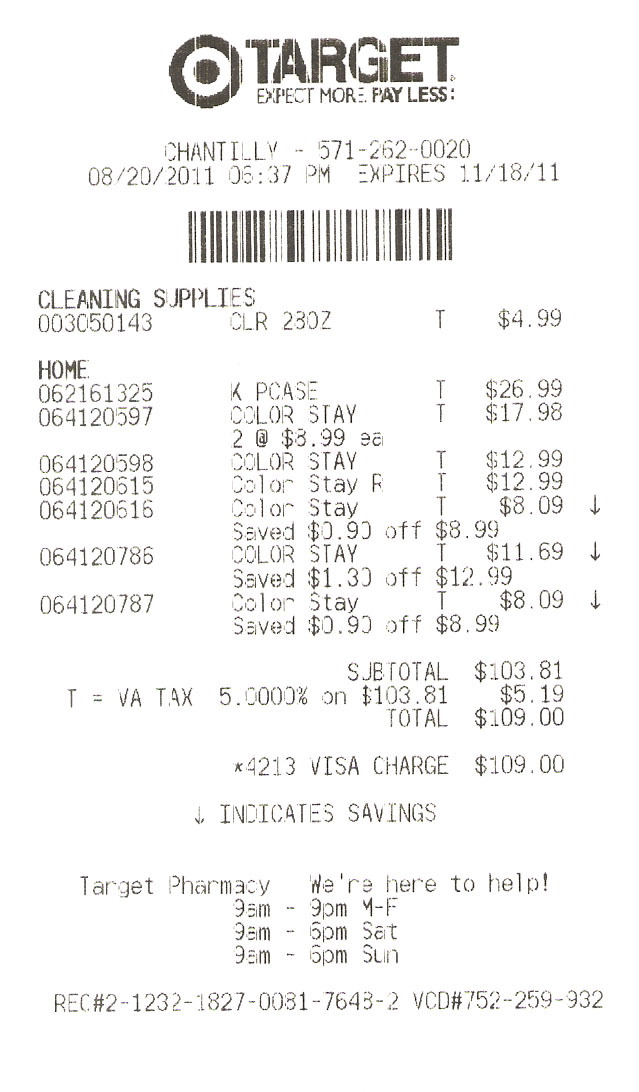 TARGET
EXPECT MORE. PAY LESS.
CHANTILLY - 571-262-0020
08/20/2011 06:37 PM EXPIRES 11/18/11
CLEANING SUPPLIES
003050143 CLR 28OZ T $4.99
HOME
062161325 K PCASE T $26.99
064120597 COLOR STAY T $17.98
2 @ $8.99 ea
064120598 COLOR STAY T $12.99
064120615 Color Stay R T $12.99
064120616 Color Stay T $8.09 ↓
Saved $0.90 off $8.99
064120786 COLOR STAY T $11.69 ↓
Saved $1.30 off $12.99
064120787 Color Stay T $8.09 ↓
Saved $0.90 off $8.99
SUBTOTAL $103.81
T = VA TAX 5.0000% on $103.81 $5.19
TOTAL $109.00
*4213 VISA CHARGE $109.00
↓ INDICATES SAVINGS
Target Pharmacy We're here to help!
9am - 9pm M-F
9am - 6pm Sat
9am - 6pm Sun
REC#2-1232-1827-0081-7648-2 VCD#752-259-932